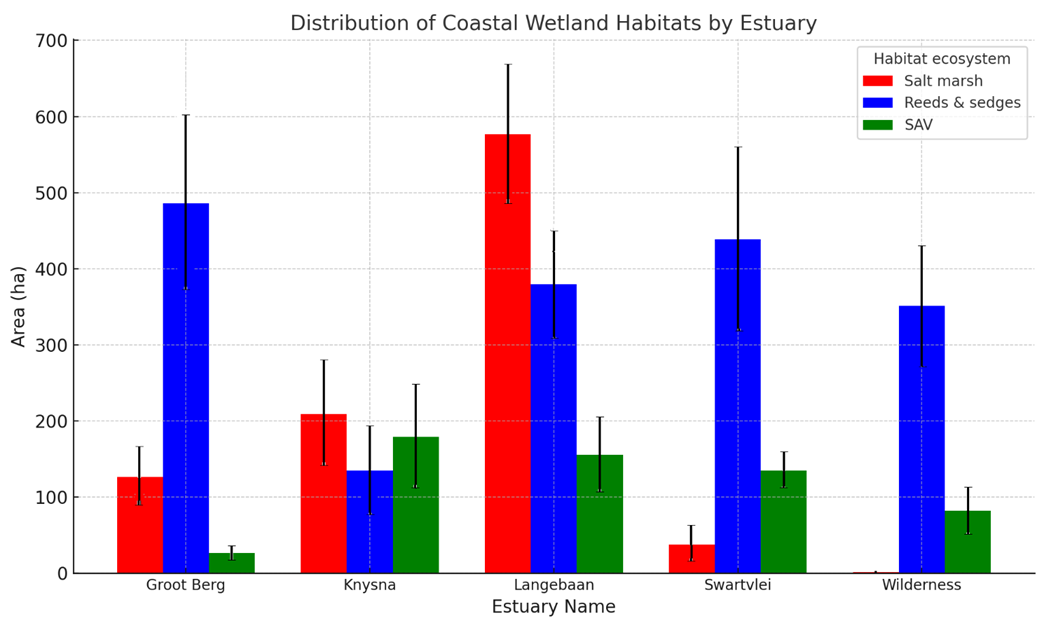 Distribution of Coastal Wetland Habitats by Estuary
Habitat ecosystem
Salt marsh
Reeds & sedges
SAV
Area (ha)
700
600
500
400
300
200
100
0
Groot Berg
Knysna
Langebaan
Swartvlei
Wilderness
Estuary Name